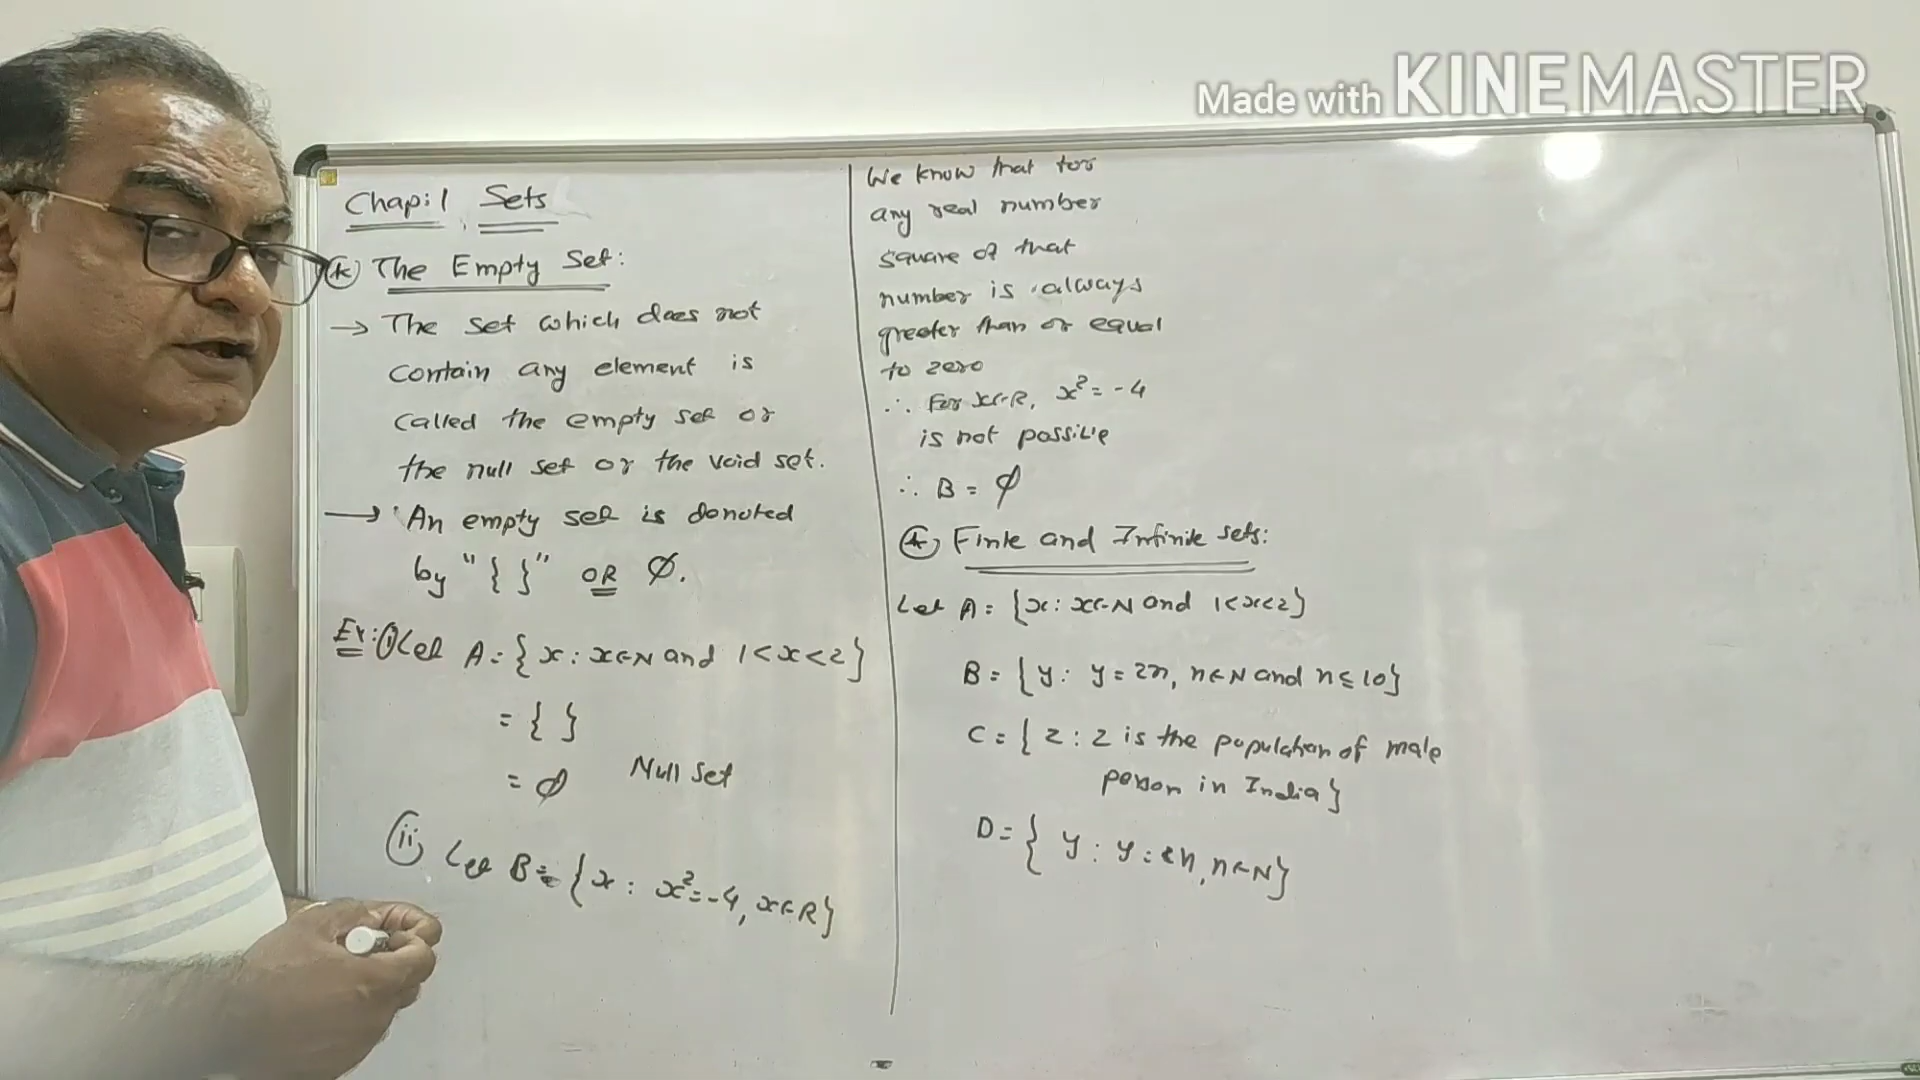 Made with KINEMASTER
Chap:1 Sets
* The Empty Set:
→ The set which does not
contain any element is
called the empty set or
the null set or the void set.
→ An empty set is denoted
by "{ }" OR Ø.
Ex: (i) Let A = { x : x ∈ N and 1 < x < 2 }
= { }
= Ø Null set
(ii) Let B = { x : x² = -4, x ∈ R }
We know that for
any real number
square of that
number is always
greater than or equal
to zero
∴ For x ∈ R, x² = -4
is not possible
∴ B = Ø
* Finite and Infinite sets:
Let A = { x : x ∈ N and 1 < x < 2 }
B = { y : y = 2n, n ∈ N and n ≤ 10 }
C = { z : z is the population of male
person in India }
D = { y : y = 2n, n ∈ N }